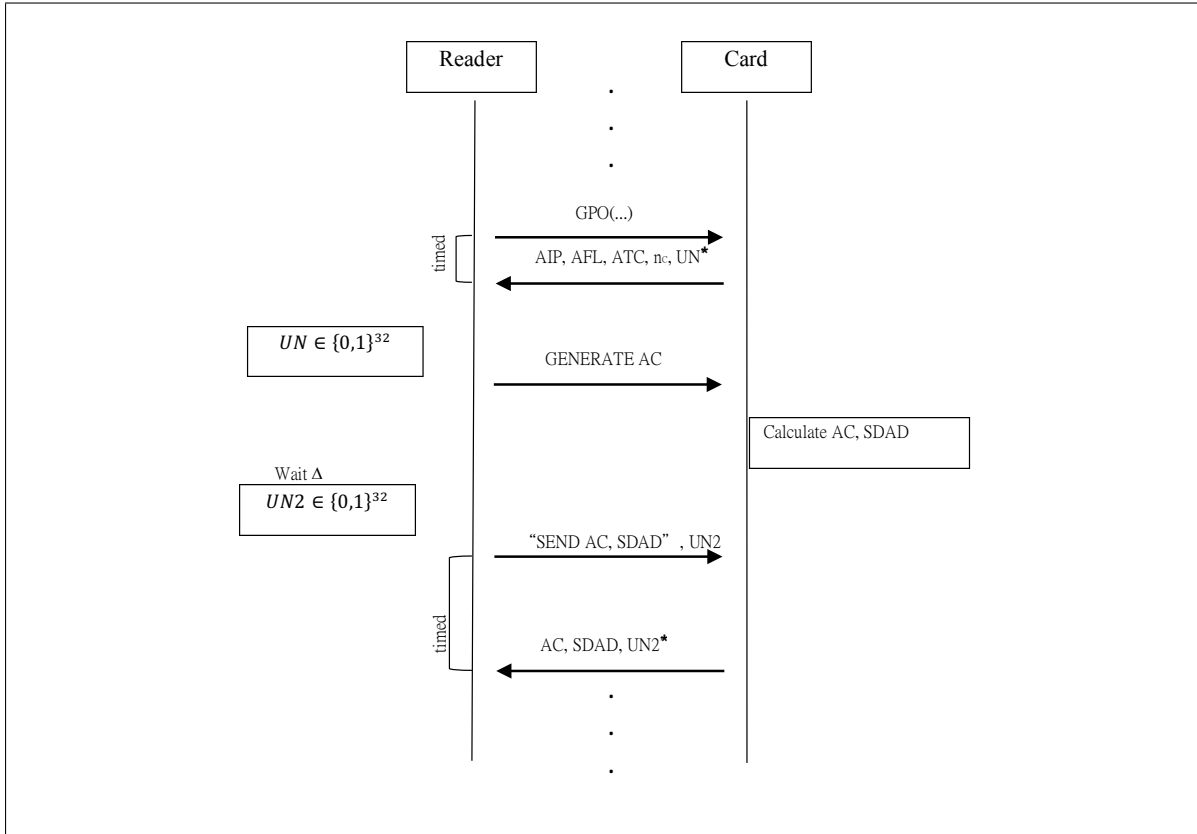 Reader
Card
.
.
.
GPO(...)
timed
AIP, AFL, ATC, nc, UN*
UN ∈ {0,1}³²
GENERATE AC
Calculate AC, SDAD
Wait Δ
UN2 ∈ {0,1}³²
“SEND AC, SDAD” , UN2
timed
AC, SDAD, UN2*
.
.
.